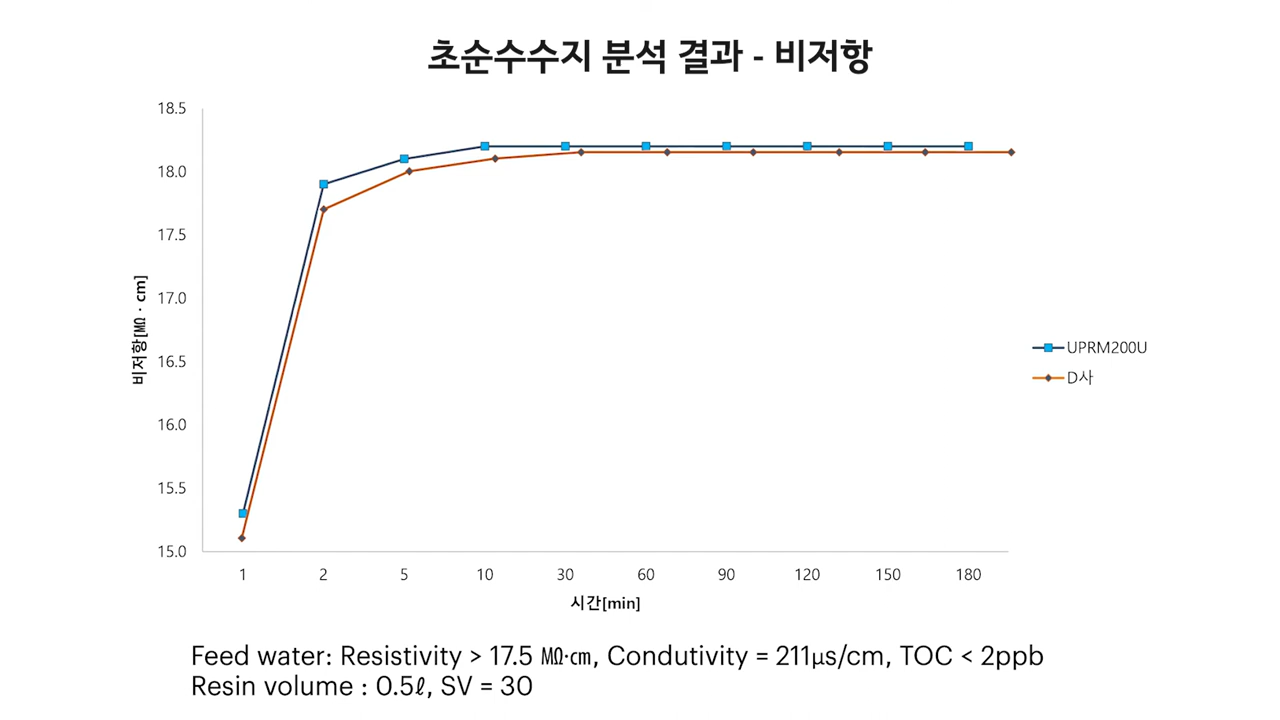 초순수수지 분석 결과 - 비저항
18.5
18.0
17.5
17.0
16.5
16.0
15.5
15.0
비저항[㏁ · cm]
1 2 5 10 30 60 90 120 150 180
시간[min]
UPRM200U
D사
Feed water: Resistivity > 17.5 ㏁·㎝, Condutivity = 211μs/cm, TOC < 2ppb
Resin volume : 0.5ℓ, SV = 30